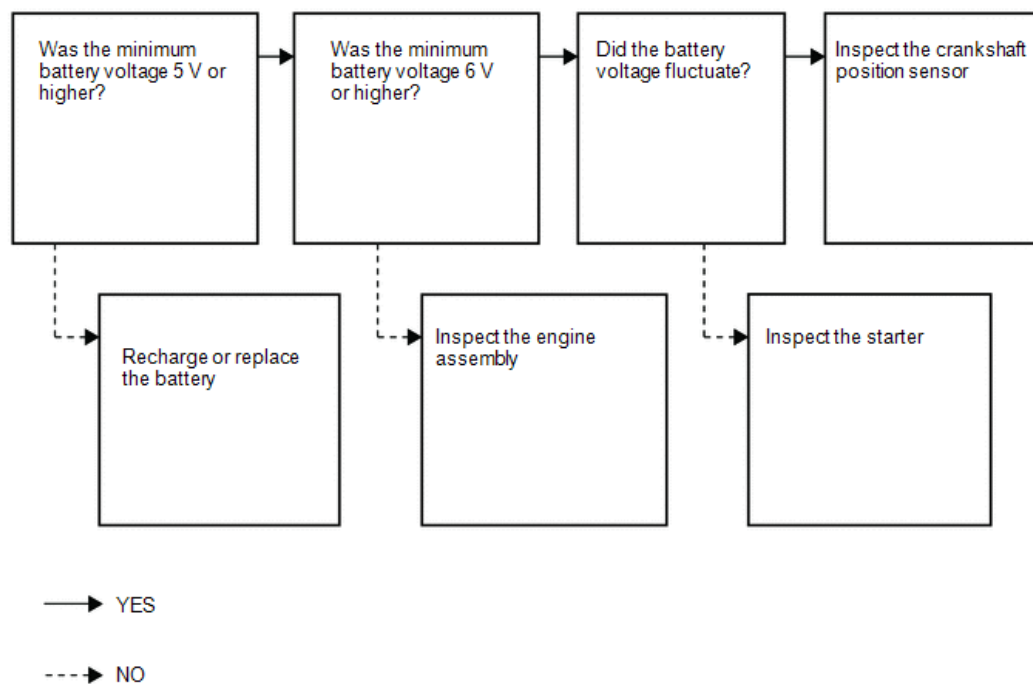 Was the minimum
battery voltage 5 V or
higher?
Was the minimum
battery voltage 6 V
or higher?
Did the battery
voltage fluctuate?
Inspect the crankshaft
position sensor
Recharge or replace
the battery
Inspect the engine
assembly
Inspect the starter
YES
NO